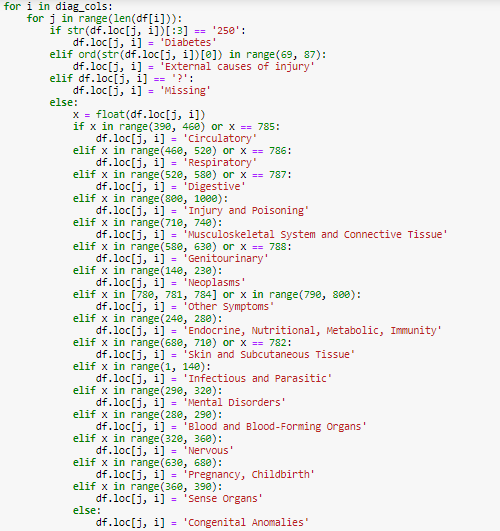 for i in diag_cols:
    for j in range(len(df[i])):
        if str(df.loc[j, i])[:3] == '250':
            df.loc[j, i] = 'Diabetes'
        elif ord(str(df.loc[j, i])[0]) in range(69, 87):
            df.loc[j, i] = 'External causes of injury'
        elif df.loc[j, i] == '?':
            df.loc[j, i] = 'Missing'
        else:
            x = float(df.loc[j, i])
            if x in range(390, 460) or x == 785:
                df.loc[j, i] = 'Circulatory'
            elif x in range(460, 520) or x == 786:
                df.loc[j, i] = 'Respiratory'
            elif x in range(520, 580) or x == 787:
                df.loc[j, i] = 'Digestive'
            elif x in range(800, 1000):
                df.loc[j, i] = 'Injury and Poisoning'
            elif x in range(710, 740):
                df.loc[j, i] = 'Musculoskeletal System and Connective Tissue'
            elif x in range(580, 630) or x == 788:
                df.loc[j, i] = 'Genitourinary'
            elif x in range(140, 230):
                df.loc[j, i] = 'Neoplasms'
            elif x in [780, 781, 784] or x in range(790, 800):
                df.loc[j, i] = 'Other Symptoms'
            elif x in range(240, 280):
                df.loc[j, i] = 'Endocrine, Nutritional, Metabolic, Immunity'
            elif x in range(680, 710) or x == 782:
                df.loc[j, i] = 'Skin and Subcutaneous Tissue'
            elif x in range(1, 140):
                df.loc[j, i] = 'Infectious and Parasitic'
            elif x in range(290, 320):
                df.loc[j, i] = 'Mental Disorders'
            elif x in range(280, 290):
                df.loc[j, i] = 'Blood and Blood-Forming Organs'
            elif x in range(320, 360):
                df.loc[j, i] = 'Nervous'
            elif x in range(630, 680):
                df.loc[j, i] = 'Pregnancy, Childbirth'
            elif x in range(360, 390):
                df.loc[j, i] = 'Sense Organs'
            else:
                df.loc[j, i] = 'Congenital Anomalies'